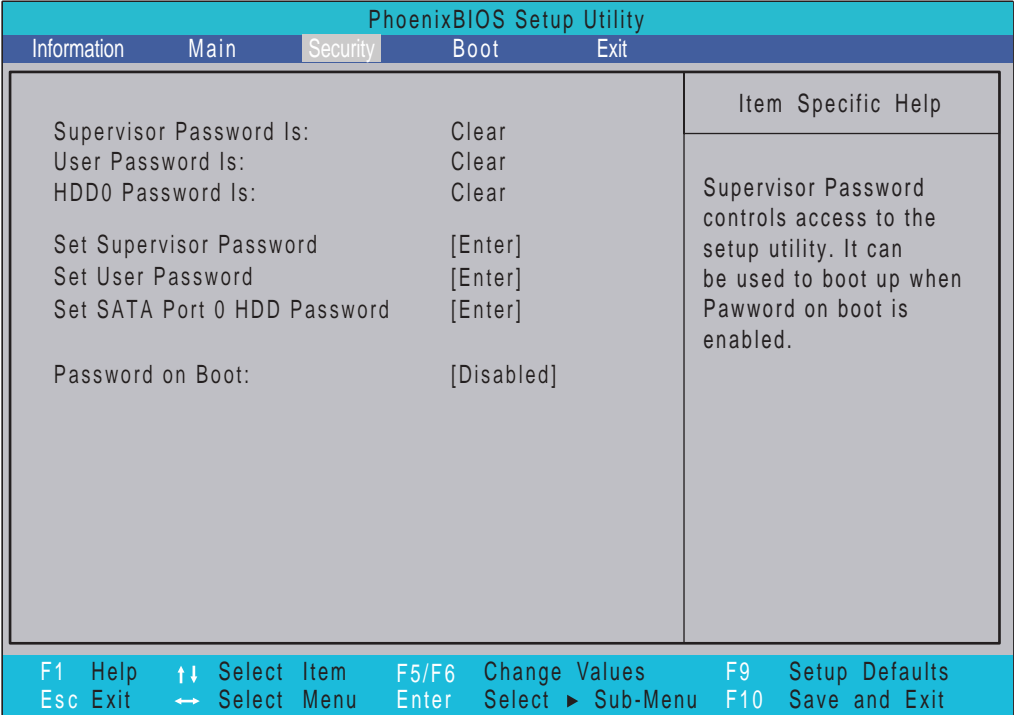 PhoenixBIOS Setup Utility
Information Main Security Boot Exit
Supervisor Password Is: Clear
User Password Is: Clear
HDD0 Password Is: Clear
Set Supervisor Password [Enter]
Set User Password [Enter]
Set SATA Port 0 HDD Password [Enter]
Password on Boot: [Disabled]
Item Specific Help
Supervisor Password
controls access to the
setup utility. It can
be used to boot up when
Pawword on boot is
enabled.
F1 Help ↑↓ Select Item F5/F6 Change Values F9 Setup Defaults
Esc Exit ↔ Select Menu Enter Select ► Sub-Menu F10 Save and Exit